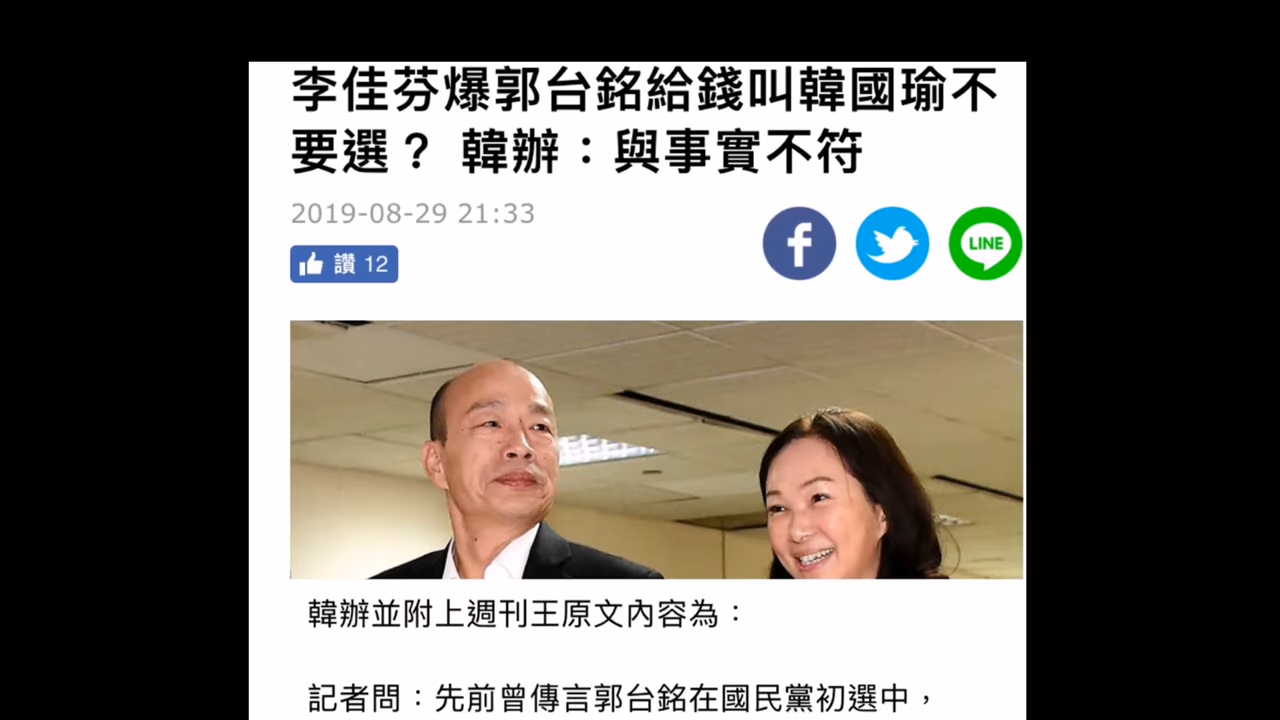 李佳芬爆郭台銘給錢叫韓國瑜不
要選？ 韓辦：與事實不符
2019-08-29 21:33
讚 12
LINE
韓辦並附上週刊王原文內容為：
記者問：先前曾傳言郭台銘在國民黨初選中，